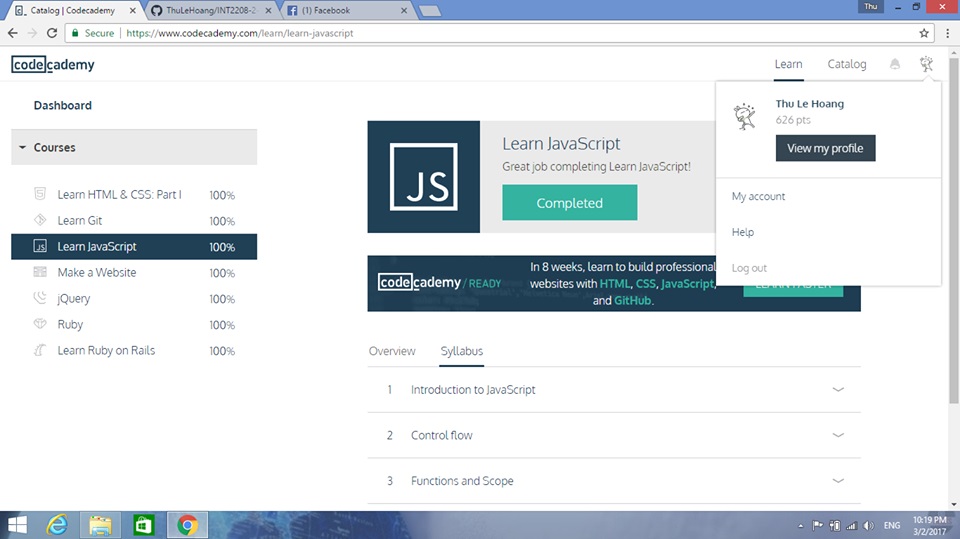 Catalog | Codecademy
ThuLeHoang/INT2208-2
(1) Facebook
Thu
Secure https://www.codecademy.com/learn/learn-javascript
codecademy
Learn
Catalog
Dashboard
Courses
Learn HTML & CSS: Part I 100%
Learn Git 100%
JS Learn JavaScript 100%
Make a Website 100%
jQuery 100%
Ruby 100%
Learn Ruby on Rails 100%
JS
Learn JavaScript
Great job completing Learn JavaScript!
Completed
Thu Le Hoang
626 pts
View my profile
My account
Help
Log out
codecademy / READY
In 8 weeks, learn to build professional
websites with HTML, CSS, JavaScript,
and GitHub.
LEARN FASTER
Overview
Syllabus
1 Introduction to JavaScript
2 Control flow
3 Functions and Scope
ENG
10:19 PM
3/2/2017